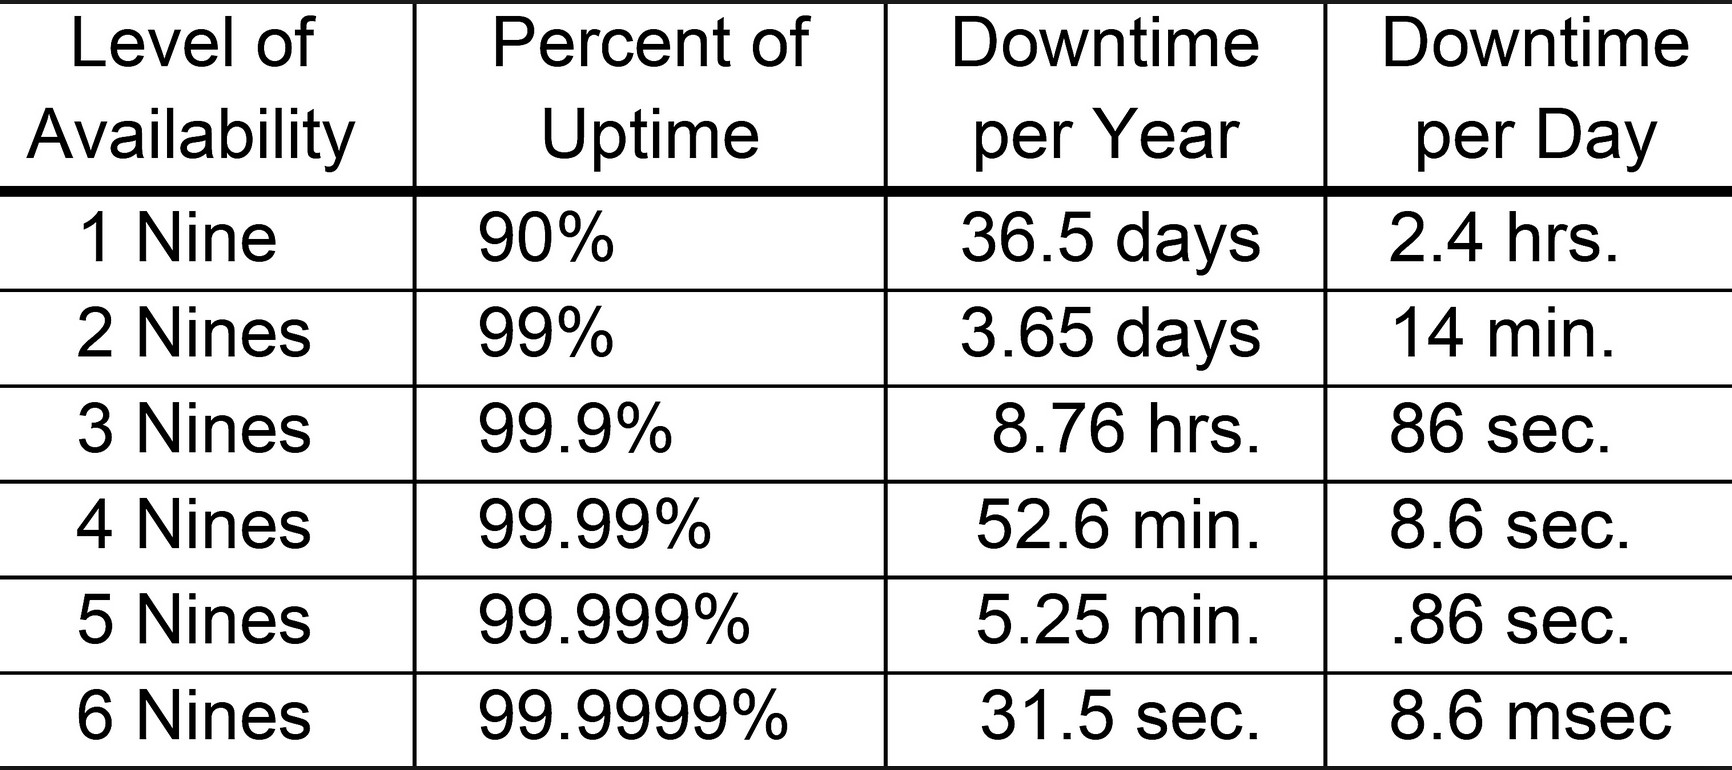 Level of Availability Percent of Uptime Downtime per Year Downtime per Day
1 Nine 90% 36.5 days 2.4 hrs.
2 Nines 99% 3.65 days 14 min.
3 Nines 99.9% 8.76 hrs. 86 sec.
4 Nines 99.99% 52.6 min. 8.6 sec.
5 Nines 99.999% 5.25 min. .86 sec.
6 Nines 99.9999% 31.5 sec. 8.6 msec